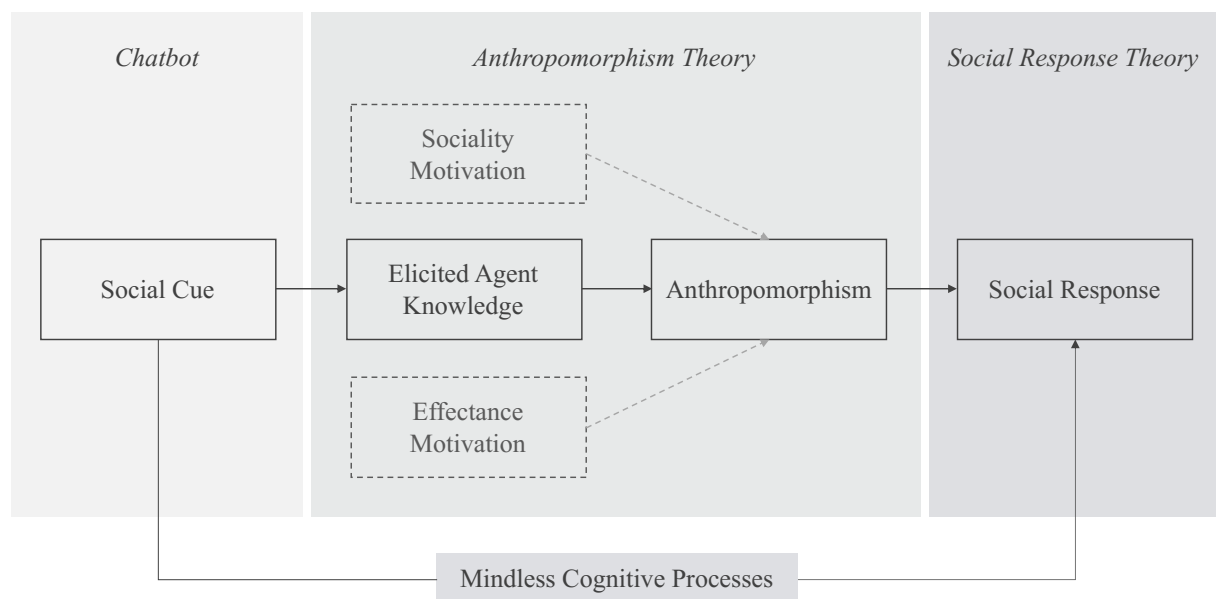 Chatbot
Anthropomorphism Theory
Social Response Theory
Sociality
Motivation
Social Cue
Elicited Agent
Knowledge
Anthropomorphism
Social Response
Effectance
Motivation
Mindless Cognitive Processes